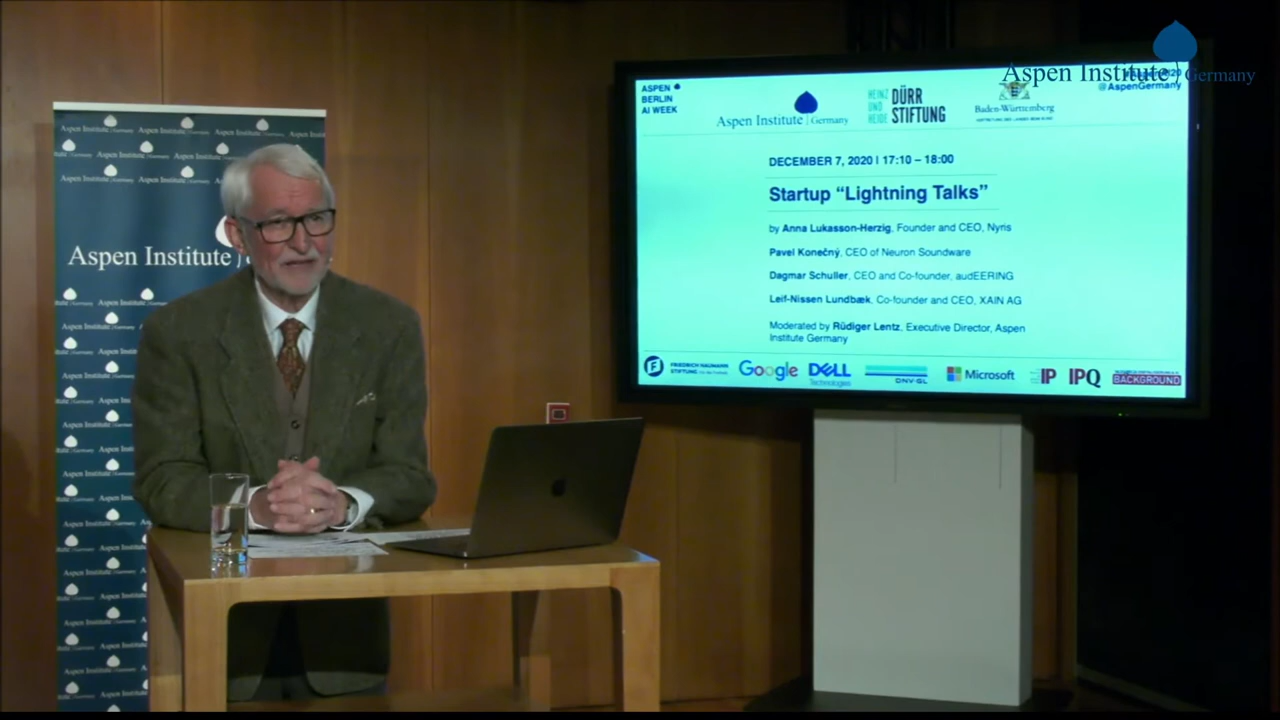 Aspen Institute Germany
ASPEN
BERLIN
AI WEEK
Aspen Institute Germany
HEINZ
UND
HEIDE
DÜRR
STIFTUNG
Baden-Württemberg
@AspenGermany
DECEMBER 7, 2020 I 17:10 – 18:00
Startup “Lightning Talks”
by Anna Lukasson-Herzig, Founder and CEO, Nyris
Pavel Konečný, CEO of Neuron Soundware
Dagmar Schuller, CEO and Co-founder, audEERING
Leif-Nissen Lundbæk, Co-founder and CEO, XAIN AG
Moderated by Rüdiger Lentz, Executive Director, Aspen
Institute Germany
FRIEDRICH NAUMANN
STIFTUNG
Google
DELL
Technologies
DNV·GL
Microsoft
IP
IPQ
BACKGROUND
Aspen Institute